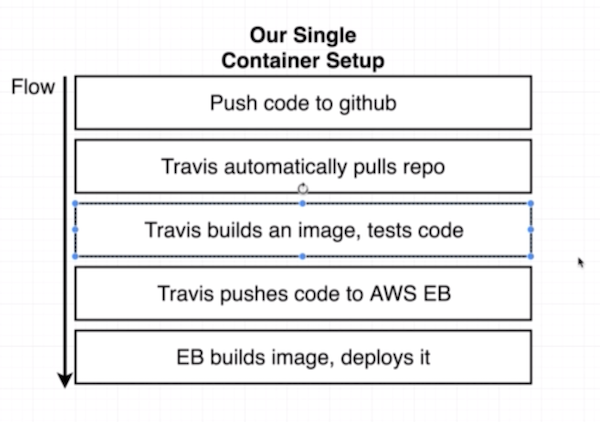 Our Single
Container Setup
Flow
Push code to github
Travis automatically pulls repo
Travis builds an image, tests code
Travis pushes code to AWS EB
EB builds image, deploys it